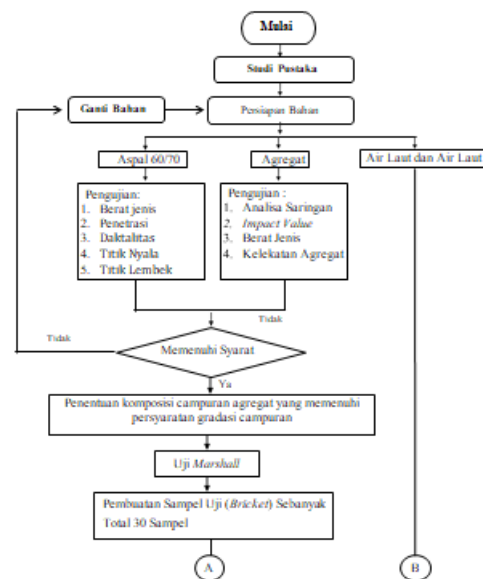 Mulai
Studi Pustaka
Ganti Bahan
Persiapan Bahan
Aspal 60/70
Agregat
Air Laut dan Air Laut
Pengujian:
1. Berat jenis
2. Penetrasi
3. Daktalitas
4. Titik Nyala
5. Titik Lembek
Pengujian :
1. Analisa Saringan
2. Impact Value
3. Berat Jenis
4. Kelekatan Agregat
Tidak
Tidak
Memenuhi Syarat
Ya
Penentuan komposisi campuran agregat yang memenuhi
persyaratan gradasi campuran
Uji Marshall
Pembuatan Sampel Uji (Bricket) Sebanyak
Total 30 Sampel
A
B